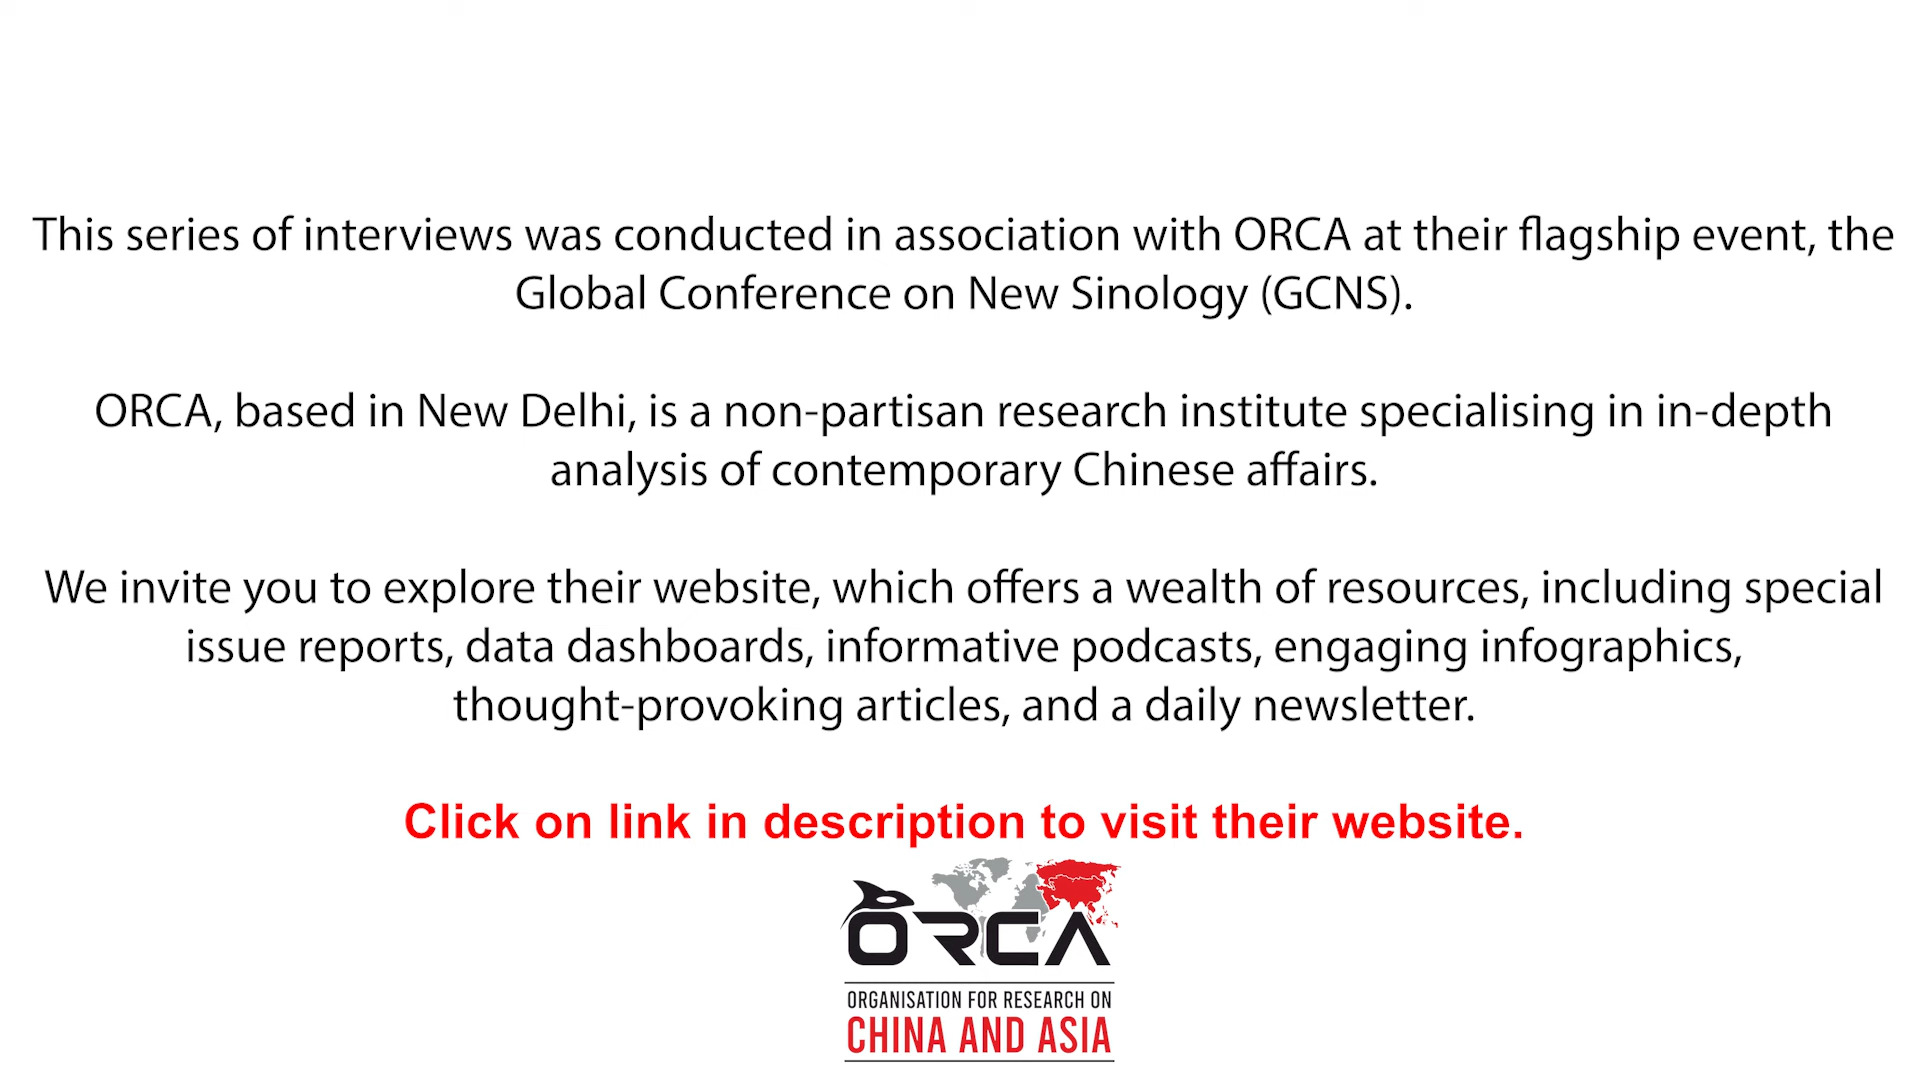 This series of interviews was conducted in association with ORCA at their flagship event, the
Global Conference on New Sinology (GCNS).
ORCA, based in New Delhi, is a non-partisan research institute specialising in in-depth
analysis of contemporary Chinese affairs.
We invite you to explore their website, which offers a wealth of resources, including special
issue reports, data dashboards, informative podcasts, engaging infographics,
thought-provoking articles, and a daily newsletter.
Click on link in description to visit their website.
ORCA
ORGANISATION FOR RESEARCH ON
CHINA AND ASIA